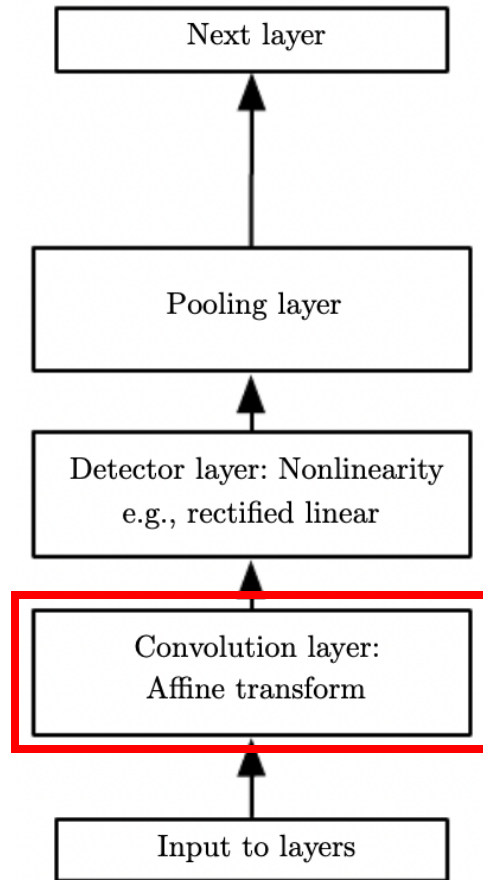 Next layer
Pooling layer
Detector layer: Nonlinearity
e.g., rectified linear
Convolution layer:
Affine transform
Input to layers